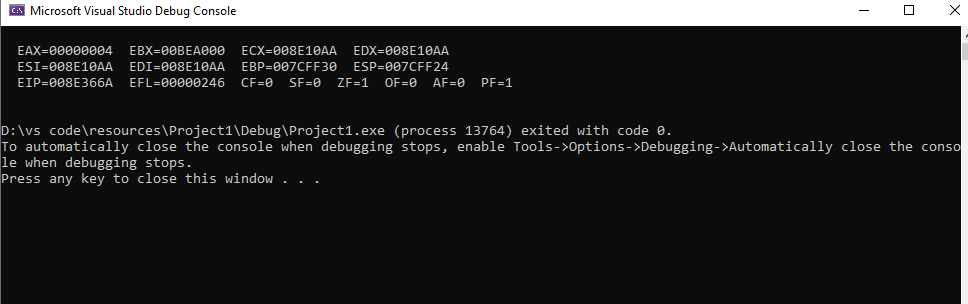 Microsoft Visual Studio Debug Console
EAX=00000004 EBX=00BEA000 ECX=008E10AA EDX=008E10AA
ESI=008E10AA EDI=008E10AA EBP=007CFF30 ESP=007CFF24
EIP=008E366A EFL=00000246 CF=0 SF=0 ZF=1 OF=0 AF=0 PF=1
D:\vs code\resources\Project1\Debug\Project1.exe (process 13764) exited with code 0.
To automatically close the console when debugging stops, enable Tools->Options->Debugging->Automatically close the conso
le when debugging stops.
Press any key to close this window . . .